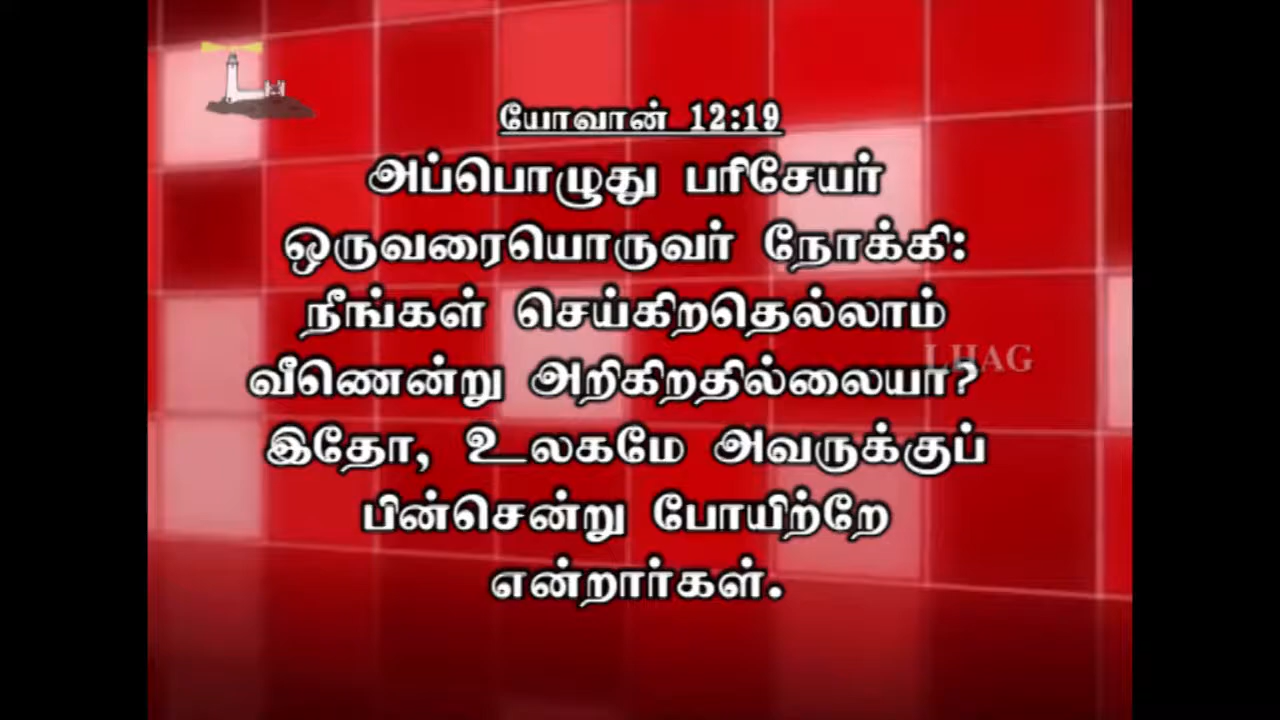 யோவான் 12:19
அப்பொழுது பரிசேயர்
ஒருவரையொருவர் நோக்கி:
நீங்கள் செய்கிறதெல்லாம்
வீணென்று அறிகிறதில்லையா?
இதோ, உலகமே அவருக்குப்
பின்சென்று போயிற்றே
என்றார்கள்.
LHAG